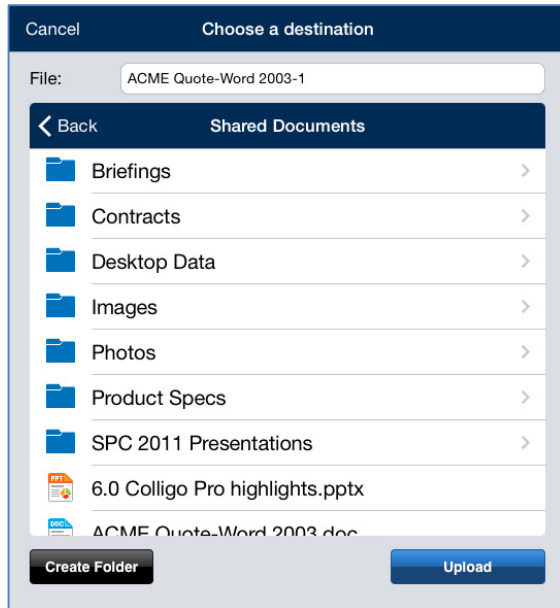 Cancel Choose a destination
File: ACME Quote-Word 2003-1
Back Shared Documents
Briefings
Contracts
Desktop Data
Images
Photos
Product Specs
SPC 2011 Presentations
PPT 6.0 Colligo Pro highlights.pptx
DOC ACME Quote-Word 2003.doc
Create Folder Upload